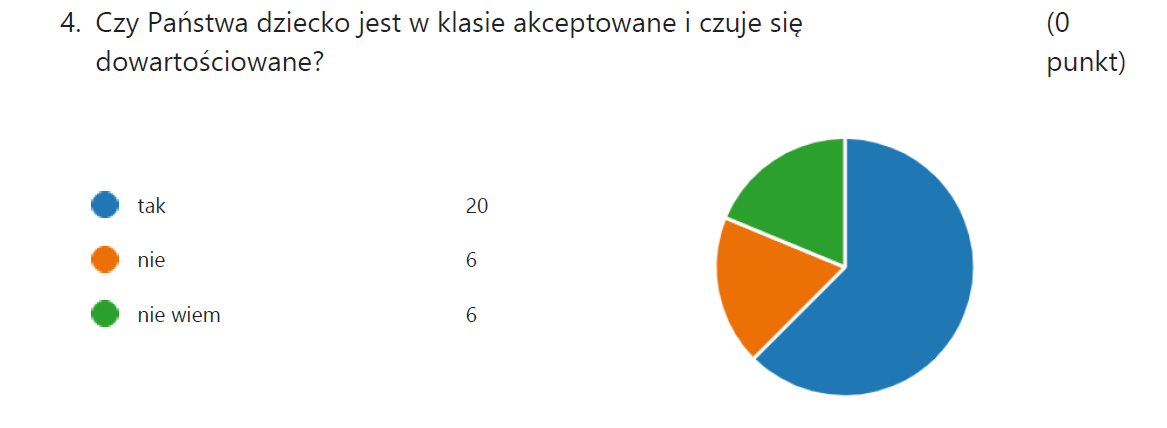 4. Czy Państwa dziecko jest w klasie akceptowane i czuje się (0
dowartościowane? punkt)
tak 20
nie 6
nie wiem 6